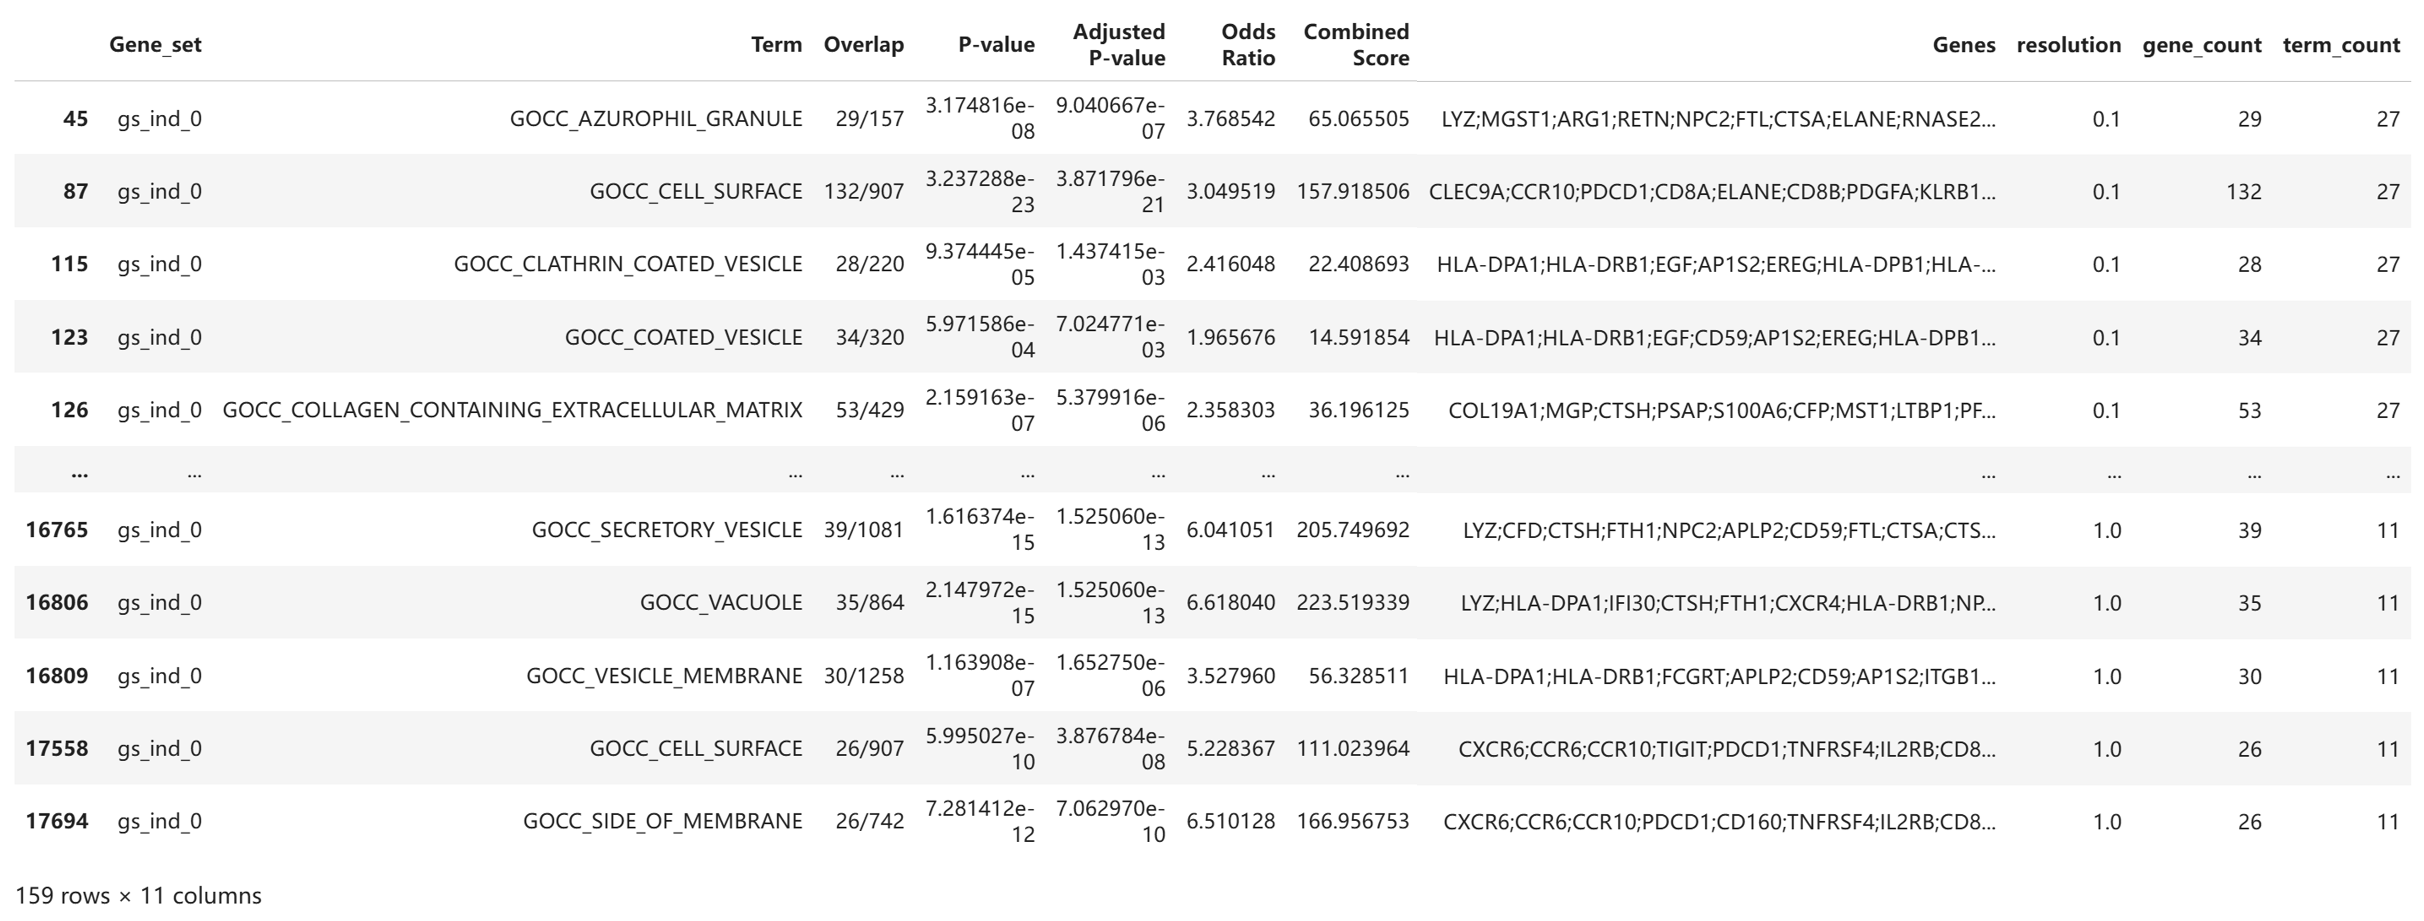 Gene_set Term Overlap P-value Adjusted P-value Odds Ratio Combined Score Genes resolution gene_count term_count
45 gs_ind_0 GOCC_AZUROPHIL_GRANULE 29/157 3.174816e-08 9.040667e-07 3.768542 65.065505 LYZ;MGST1;ARG1;RETN;NPC2;FTL;CTSA;ELANE;RNASE2... 0.1 29 27
87 gs_ind_0 GOCC_CELL_SURFACE 132/907 3.237288e-23 3.871796e-21 3.049519 157.918506 CLEC9A;CCR10;PDCD1;CD8A;ELANE;CD8B;PDGFA;KLRB1... 0.1 132 27
115 gs_ind_0 GOCC_CLATHRIN_COATED_VESICLE 28/220 9.374445e-05 1.437415e-03 2.416048 22.408693 HLA-DPA1;HLA-DRB1;EGF;AP1S2;EREG;HLA-DPB1;HLA-... 0.1 28 27
123 gs_ind_0 GOCC_COATED_VESICLE 34/320 5.971586e-04 7.024771e-03 1.965676 14.591854 HLA-DPA1;HLA-DRB1;EGF;CD59;AP1S2;EREG;HLA-DPB1... 0.1 34 27
126 gs_ind_0 GOCC_COLLAGEN_CONTAINING_EXTRACELLULAR_MATRIX 53/429 2.159163e-07 5.379916e-06 2.358303 36.196125 COL19A1;MGP;CTSH;PSAP;S100A6;CFP;MST1;LTBP1;PF... 0.1 53 27
... ... ... ... ... ... ... ... ... ... ... ...
16765 gs_ind_0 GOCC_SECRETORY_VESICLE 39/1081 1.616374e-15 1.525060e-13 6.041051 205.749692 LYZ;CFD;CTSH;FTH1;NPC2;APLP2;CD59;FTL;CTSA;CTS... 1.0 39 11
16806 gs_ind_0 GOCC_VACUOLE 35/864 2.147972e-15 1.525060e-13 6.618040 223.519339 LYZ;HLA-DPA1;IFI30;CTSH;FTH1;CXCR4;HLA-DRB1;NP... 1.0 35 11
16809 gs_ind_0 GOCC_VESICLE_MEMBRANE 30/1258 1.163908e-07 1.652750e-06 3.527960 56.328511 HLA-DPA1;HLA-DRB1;FCGRT;APLP2;CD59;AP1S2;ITGB1... 1.0 30 11
17558 gs_ind_0 GOCC_CELL_SURFACE 26/907 5.995027e-10 3.876784e-08 5.228367 111.023964 CXCR6;CCR6;CCR10;TIGIT;PDCD1;TNFRSF4;IL2RB;CD8... 1.0 26 11
17694 gs_ind_0 GOCC_SIDE_OF_MEMBRANE 26/742 7.281412e-12 7.062970e-10 6.510128 166.956753 CXCR6;CCR6;CCR10;PDCD1;CD160;TNFRSF4;IL2RB;CD8... 1.0 26 11
159 rows × 11 columns